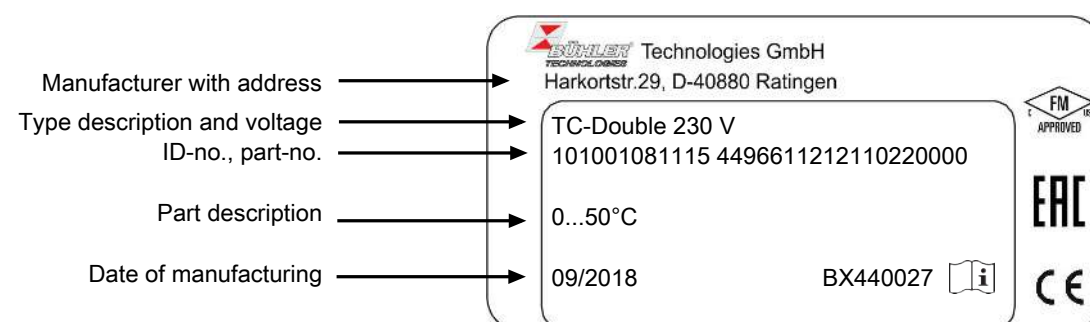 BÜHLER TECHNOLOGIES Technologies GmbH
Manufacturer with address Harkortstr.29, D-40880 Ratingen
Type description and voltage TC-Double 230 V
ID-no., part-no. 101001081115 4496611212110220000
Part description 0...50°C
Date of manufacturing 09/2018 BX440027 i
C FM US
APPROVED
EAC
CE